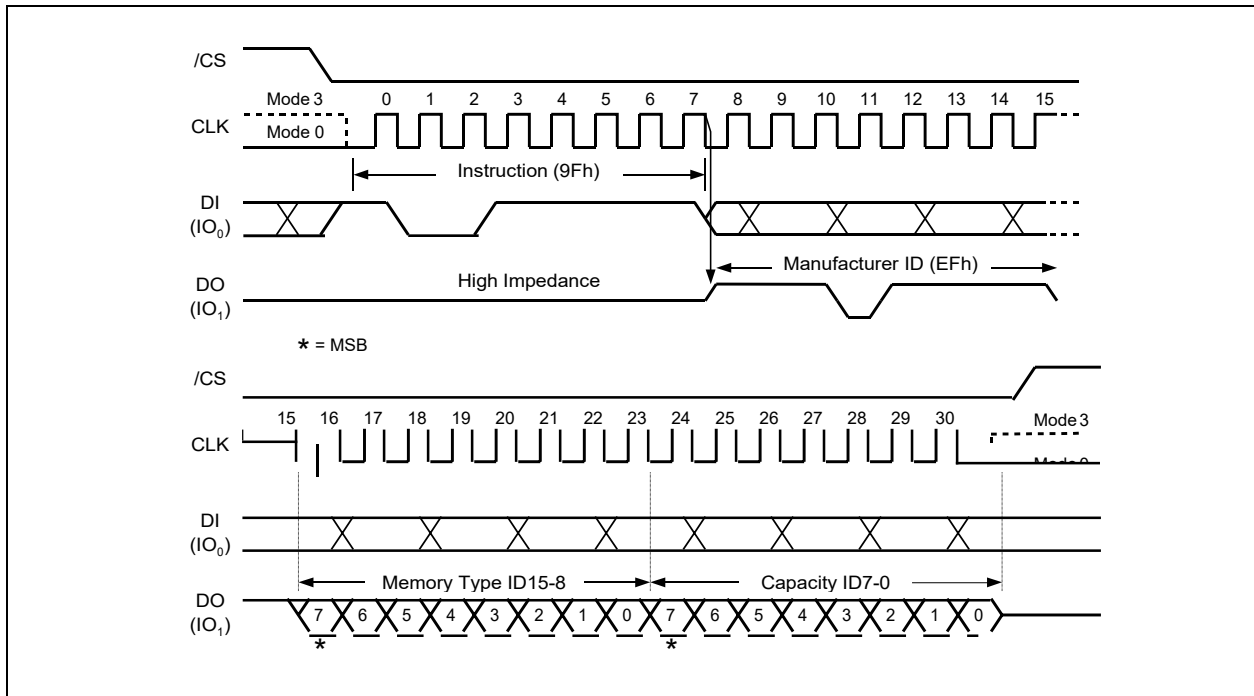 /CS
Mode 3 0 1 2 3 4 5 6 7 8 9 10 11 12 13 14 15
CLK Mode 0
Instruction (9Fh)
DI
(IO0)
Manufacturer ID (EFh)
DO High Impedance
(IO1)
* = MSB
/CS
15 16 17 18 19 20 21 22 23 24 25 26 27 28 29 30 Mode 3
CLK Mode 0
DI
(IO0)
Memory Type ID15-8 Capacity ID7-0
DO 7 6 5 4 3 2 1 0 7 6 5 4 3 2 1 0
(IO1)
* *